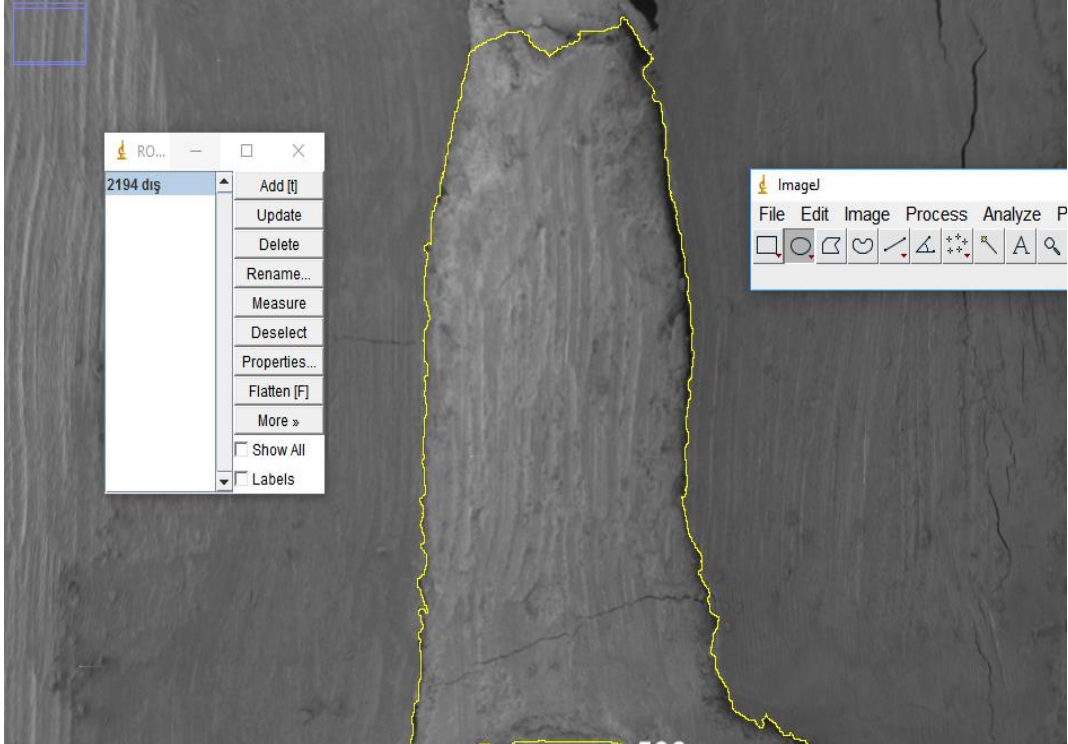 RO...
2194 dış
Add [t]
Update
Delete
Rename...
Measure
Deselect
Properties...
Flatten [F]
More »
Show All
Labels
ImageJ
File Edit Image Process Analyze P
A